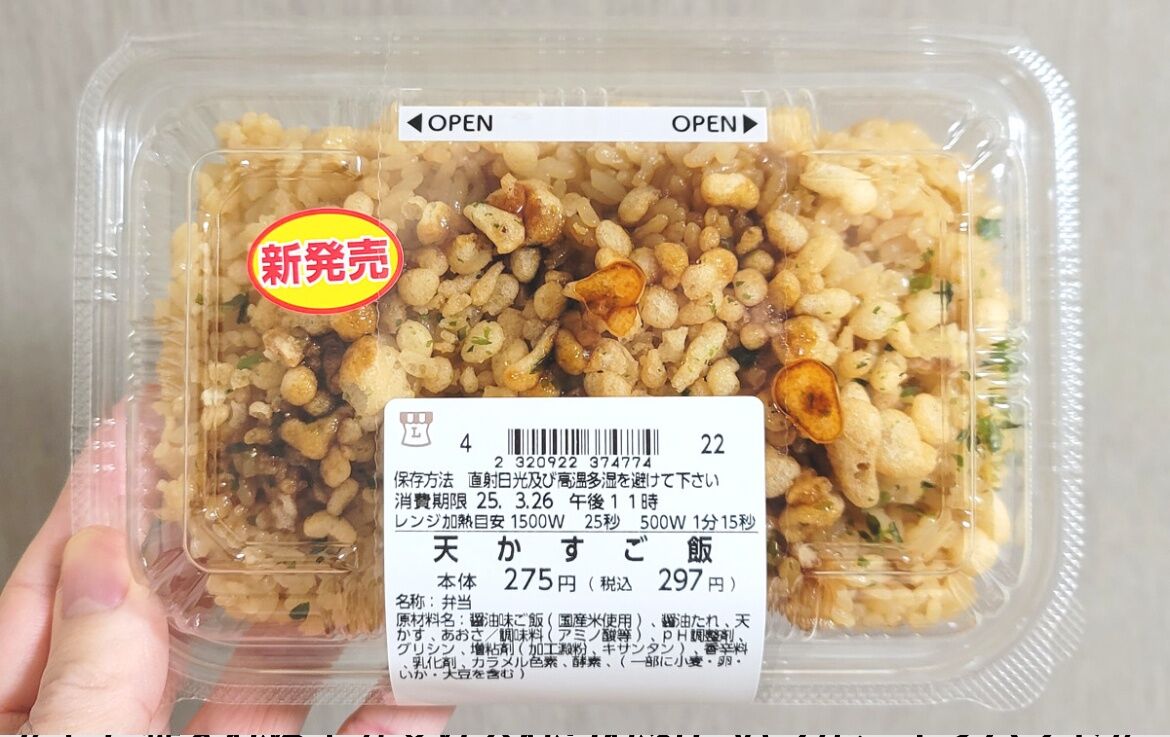 ◀OPEN OPEN▶
新発売
L
4 22
2 320922 374774
保存方法 直射日光及び高温多湿を避けて下さい
消費期限 25. 3.26 午後11時
レンジ加熱目安 1500W 25秒 500W 1分15秒
天かすご飯
本体 275円(税込 297円)
名称:弁当
原材料名:醤油味ご飯(国産米使用)、醤油たれ、天
かす、あおさ/調味料(アミノ酸等)、pH調整剤、
グリシン、増粘剤(加工澱粉、キサンタン)、香辛料
、乳化剤、カラメル色素、酵素、(一部に小麦・卵・
いか・大豆を含む)